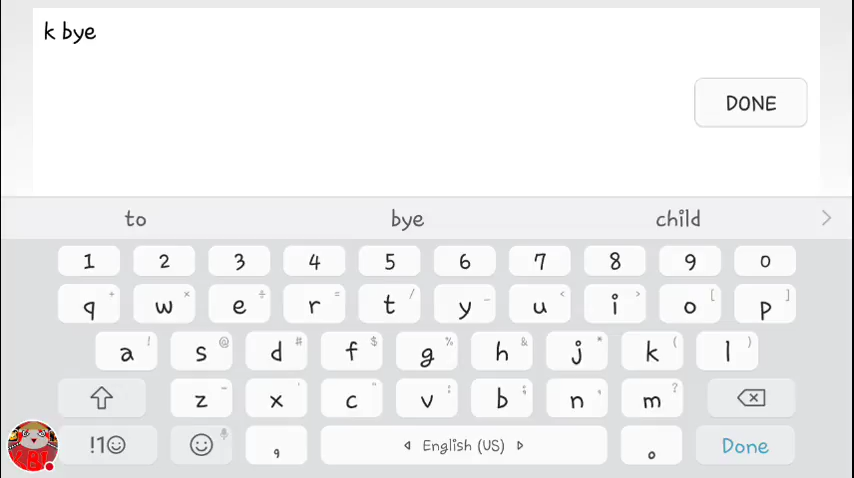 k bye
DONE
to bye child
1 2 3 4 5 6 7 8 9 0
q + w × e ÷ r = t / y _ u < i > o [ p ]
a ! s @ d # f $ g % h & j * k ( l )
z - x ' c " v : b ; n , m ?
!1☺ , English (US) . Done